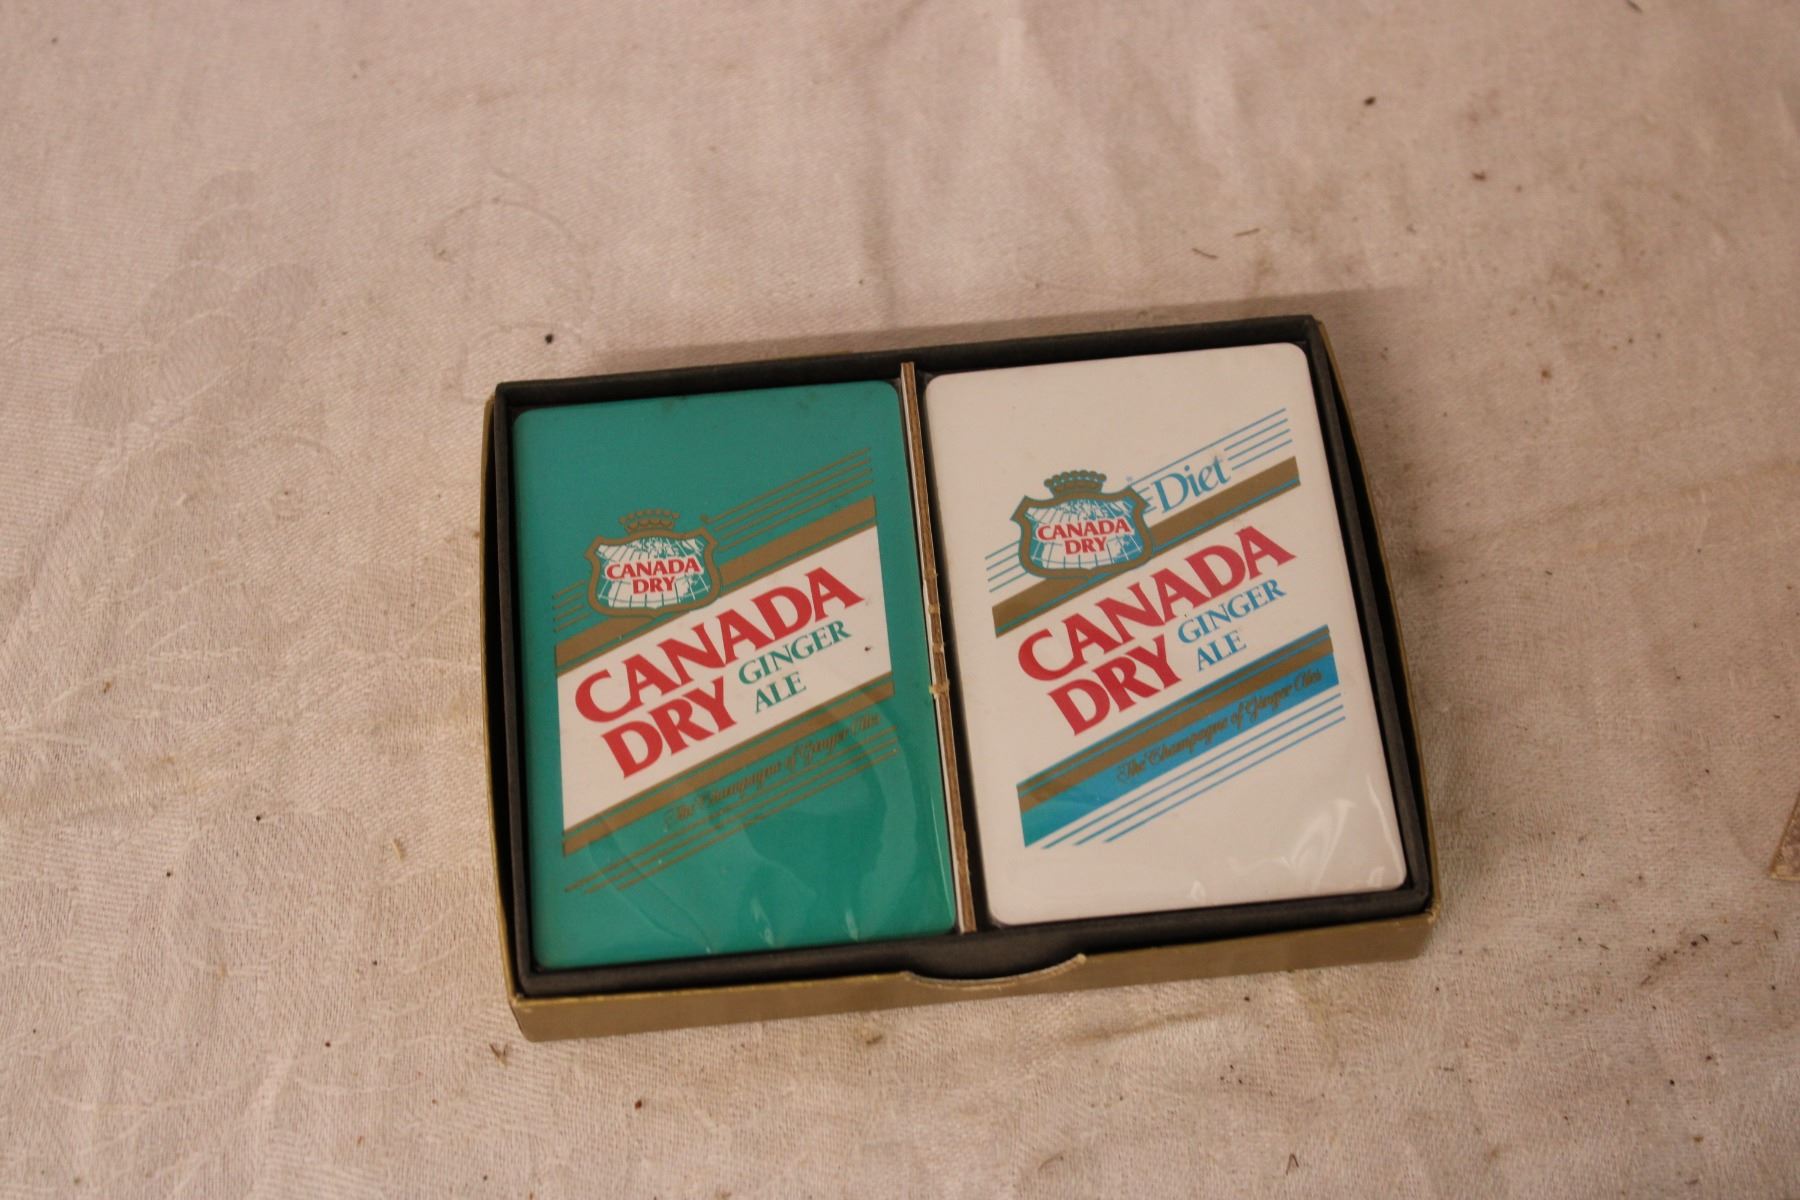 CANADA
DRY
CANADA
DRY
GINGER
ALE
The Champagne of Ginger Ales
Diet
CANADA
DRY
CANADA
DRY
GINGER
ALE
The Champagne of Ginger Ales